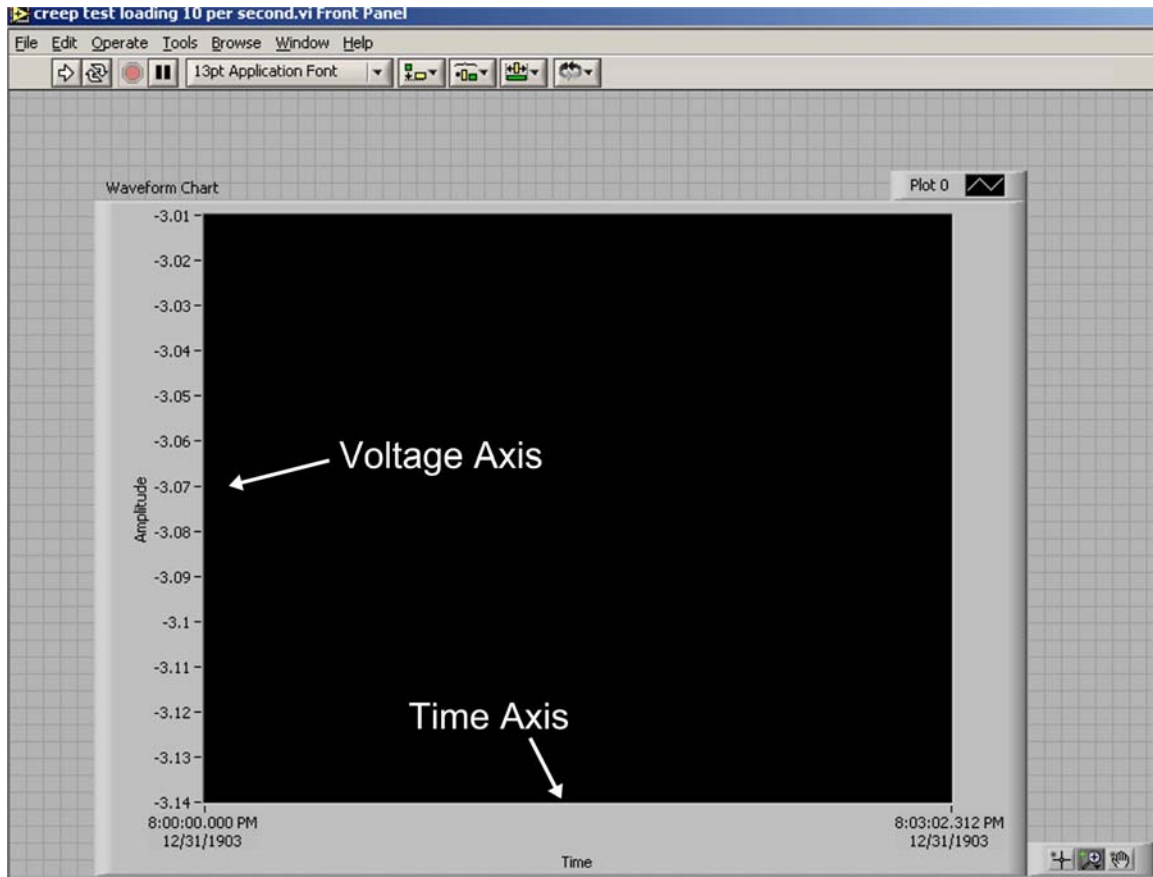 creep test loading 10 per second.vi Front Panel
File Edit Operate Tools Browse Window Help
13pt Application Font
Waveform Chart
Plot 0
-3.01
-3.02
-3.03
-3.04
-3.05
-3.06
Voltage Axis
-3.07
Amplitude
-3.08
-3.09
-3.1
-3.11
-3.12
Time Axis
-3.13
-3.14
8:00:00.000 PM
12/31/1903
8:03:02.312 PM
12/31/1903
Time